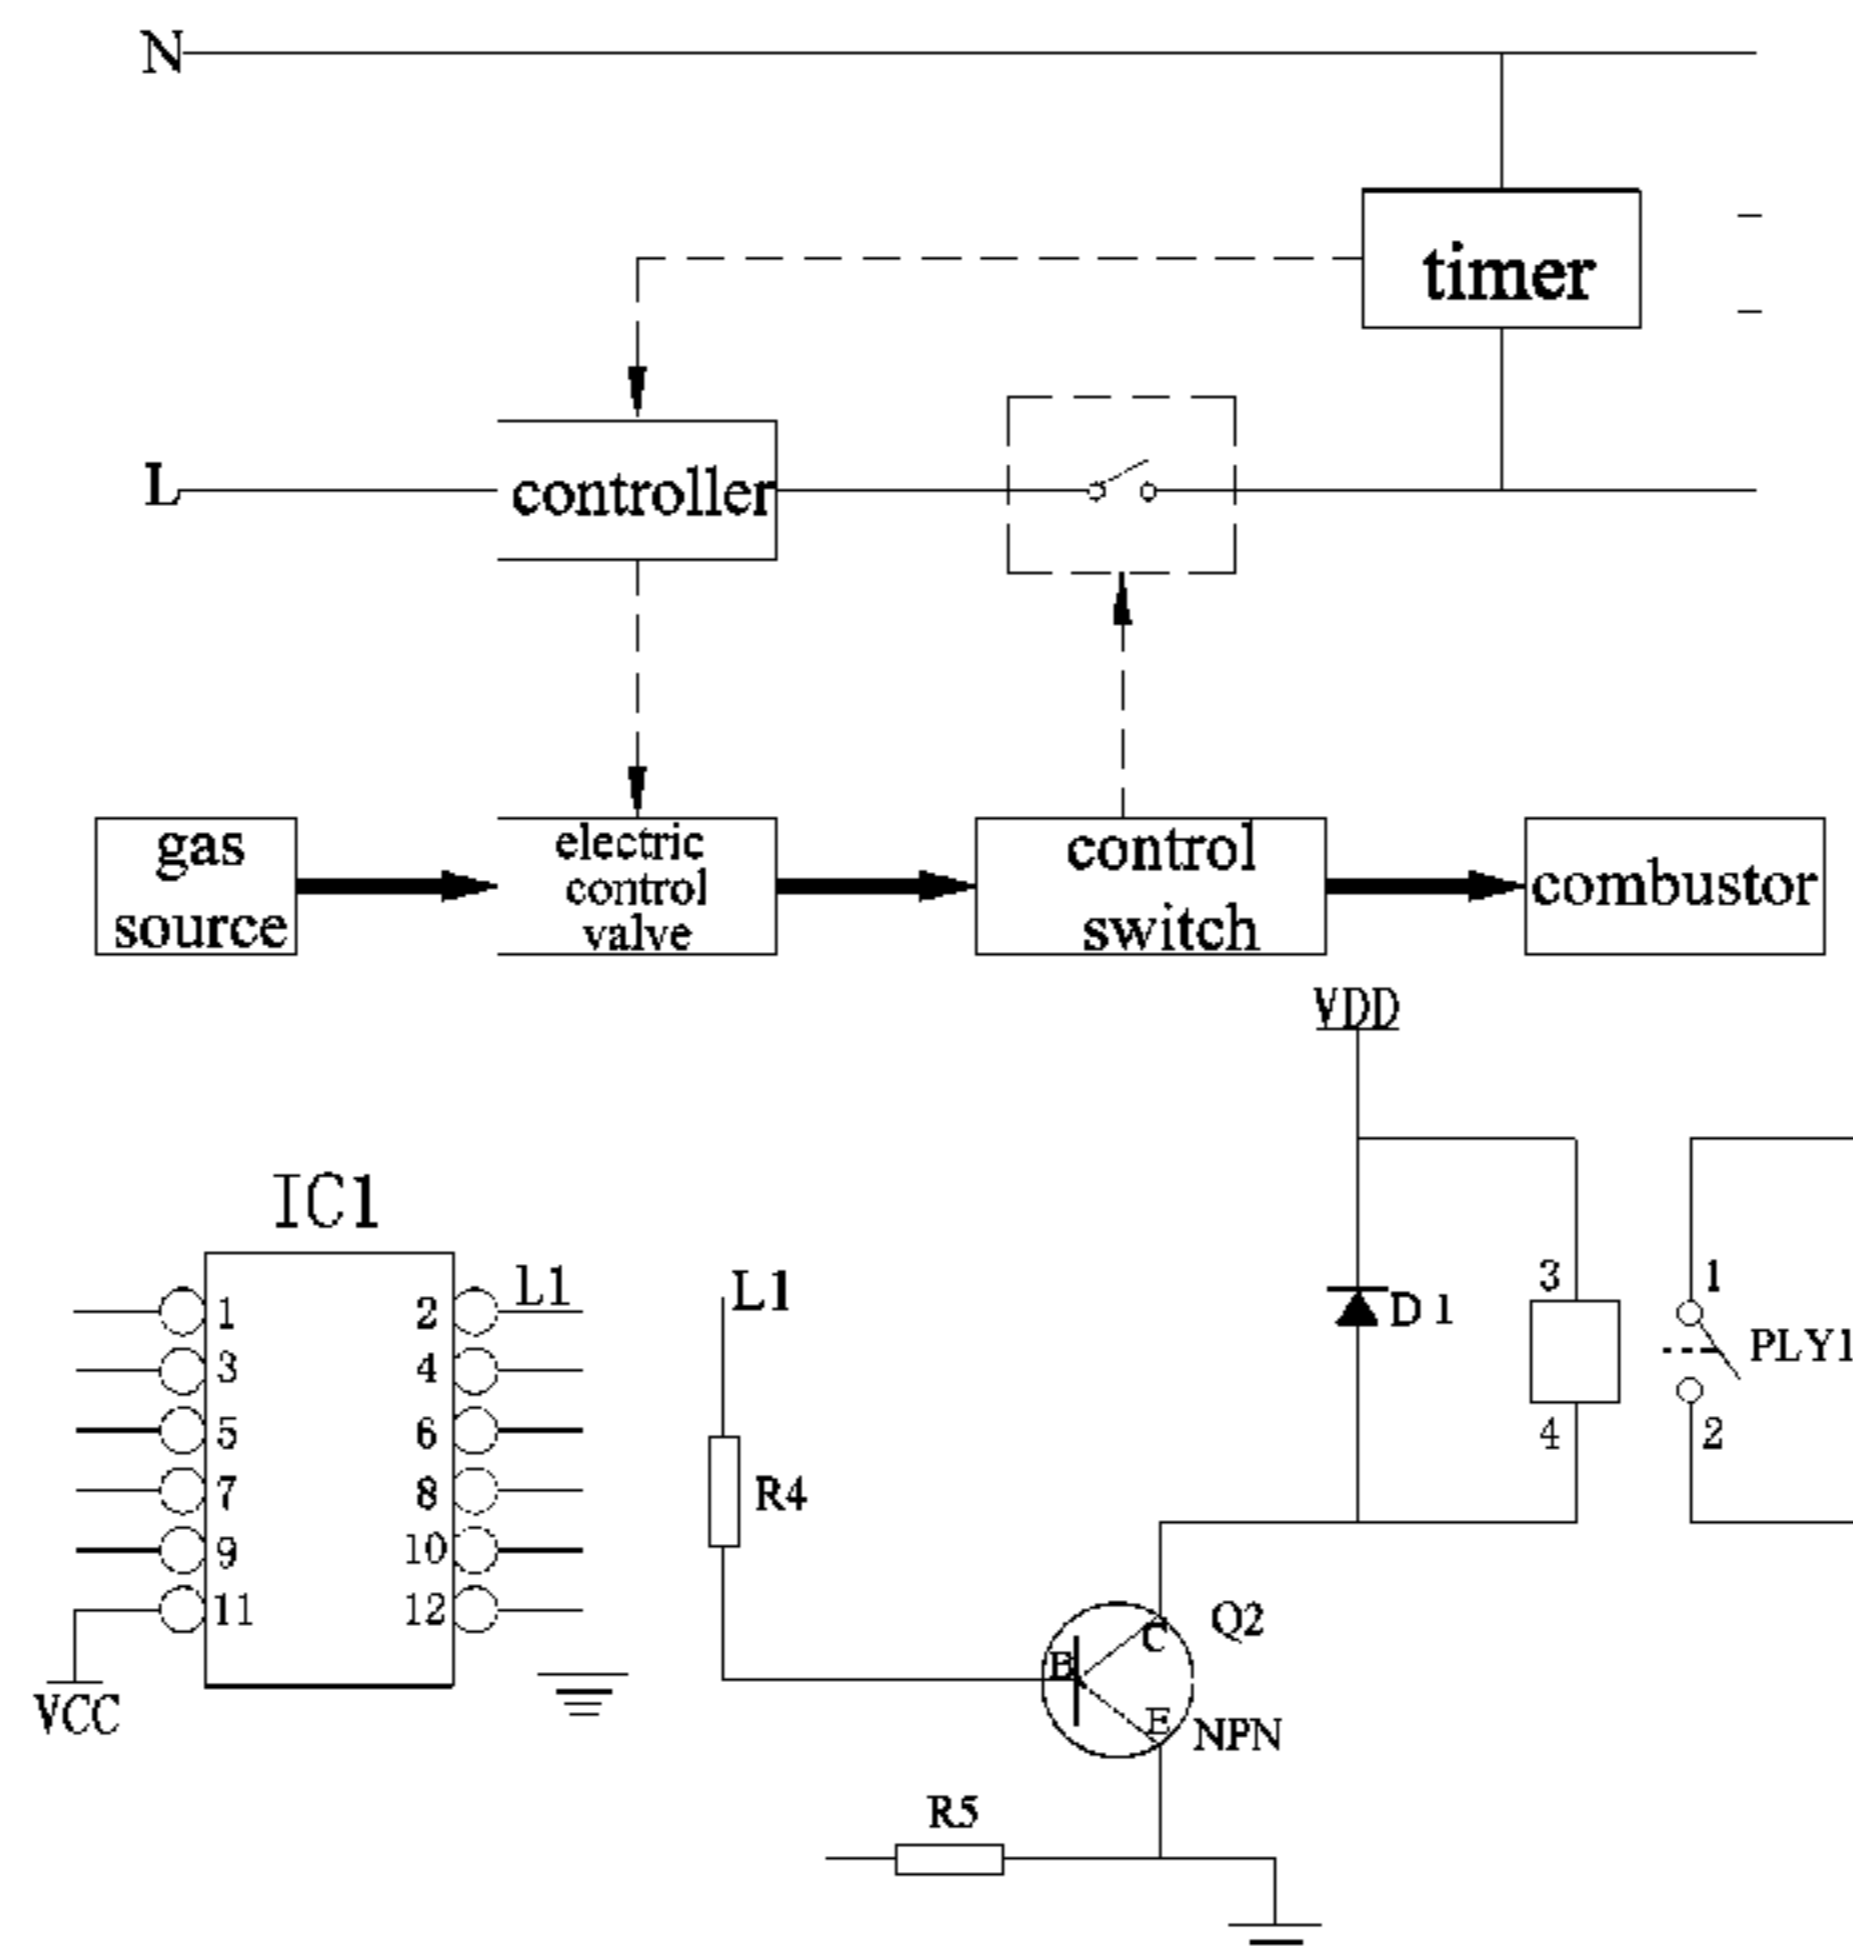 N
timer
L
controller
gas
source
electric
control
valve
control
switch
combustor
VDD
IC1
L1
1
2
3
4
5
6
7
8
9
10
11
12
VCC
L1
R4
D1
3
4
1
2
PLY1
Q2
B
C
E
NPN
R5